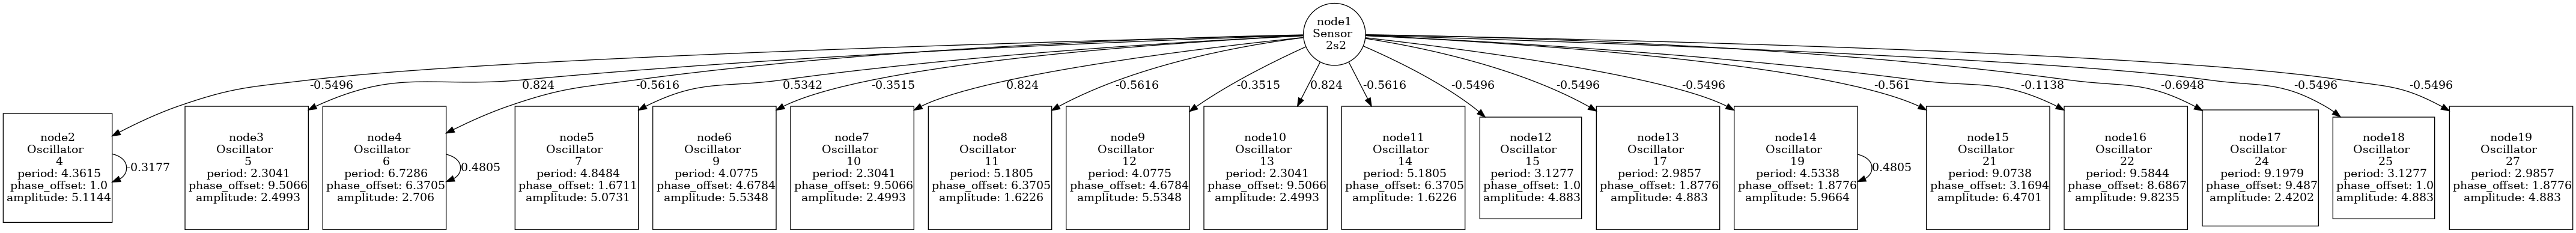 node1
Sensor
2s2
-0.5496
0.824
-0.5616
0.5342
-0.3515
0.824
-0.5616
-0.3515
0.824
-0.5616
-0.5496
-0.5496
-0.5496
-0.561
-0.1138
-0.6948
-0.5496
-0.5496
node2
Oscillator
4
period: 4.3615
phase_offset: 1.0
amplitude: 5.1144
-0.3177
node3
Oscillator
5
period: 2.3041
phase_offset: 9.5066
amplitude: 2.4993
node4
Oscillator
6
period: 6.7286
phase_offset: 6.3705
amplitude: 2.706
0.4805
node5
Oscillator
7
period: 4.8484
phase_offset: 1.6711
amplitude: 5.0731
node6
Oscillator
9
period: 4.0775
phase_offset: 4.6784
amplitude: 5.5348
node7
Oscillator
10
period: 2.3041
phase_offset: 9.5066
amplitude: 2.4993
node8
Oscillator
11
period: 5.1805
phase_offset: 6.3705
amplitude: 1.6226
node9
Oscillator
12
period: 4.0775
phase_offset: 4.6784
amplitude: 5.5348
node10
Oscillator
13
period: 2.3041
phase_offset: 9.5066
amplitude: 2.4993
node11
Oscillator
14
period: 5.1805
phase_offset: 6.3705
amplitude: 1.6226
node12
Oscillator
15
period: 3.1277
phase_offset: 1.0
amplitude: 4.883
node13
Oscillator
17
period: 2.9857
phase_offset: 1.8776
amplitude: 4.883
node14
Oscillator
19
period: 4.5338
phase_offset: 1.8776
amplitude: 5.9664
0.4805
node15
Oscillator
21
period: 9.0738
phase_offset: 3.1694
amplitude: 6.4701
node16
Oscillator
22
period: 9.5844
phase_offset: 8.6867
amplitude: 9.8235
node17
Oscillator
24
period: 9.1979
phase_offset: 9.487
amplitude: 2.4202
node18
Oscillator
25
period: 3.1277
phase_offset: 1.0
amplitude: 4.883
node19
Oscillator
27
period: 2.9857
phase_offset: 1.8776
amplitude: 4.883